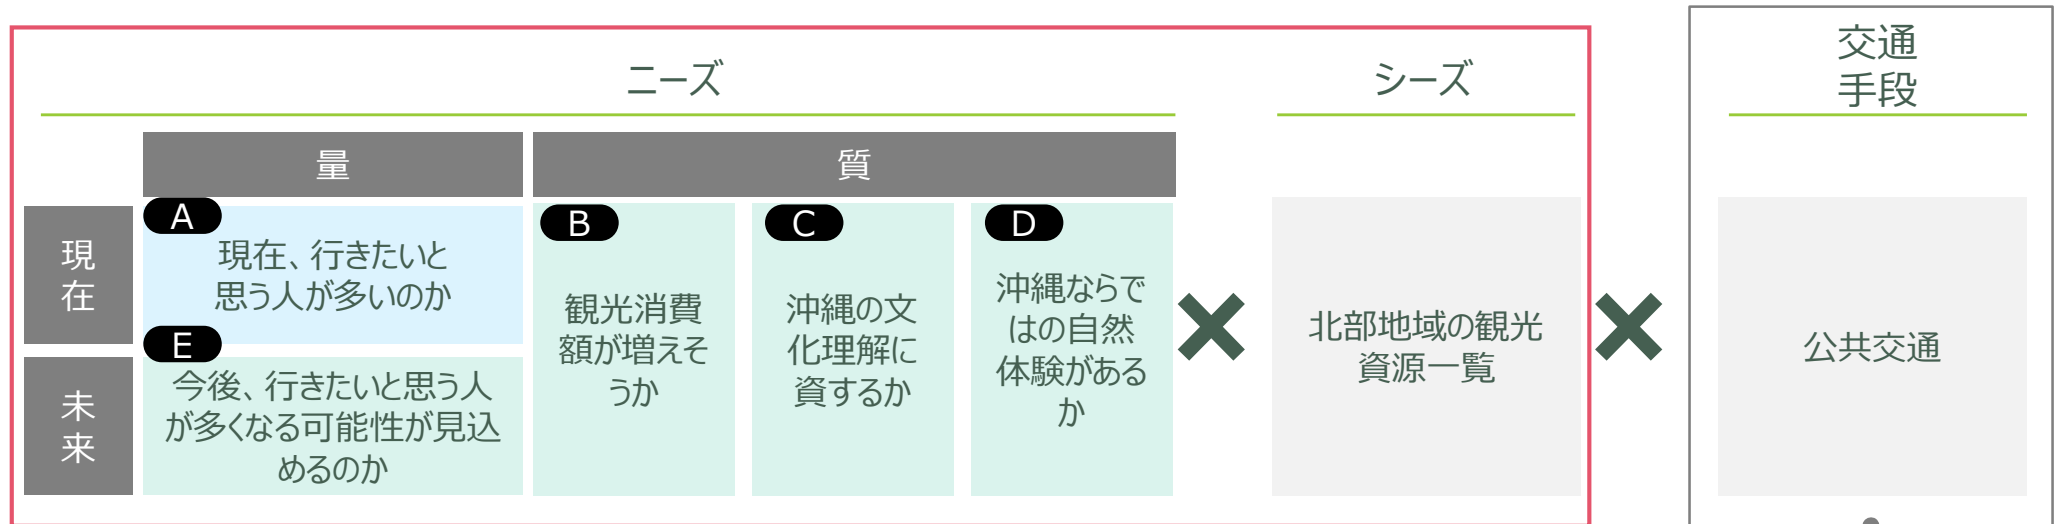 ニーズ
シーズ
交通
手段
量
質
現
在
A
現在、行きたいと
思う人が多いのか
B
観光消費
額が増えそ
うか
C
沖縄の文
化理解に
資するか
D
沖縄ならで
はの自然
体験がある
か
北部地域の観光
資源一覧
公共交通
未
来
E
今後、行きたいと思う人
が多くなる可能性が見込
めるのか